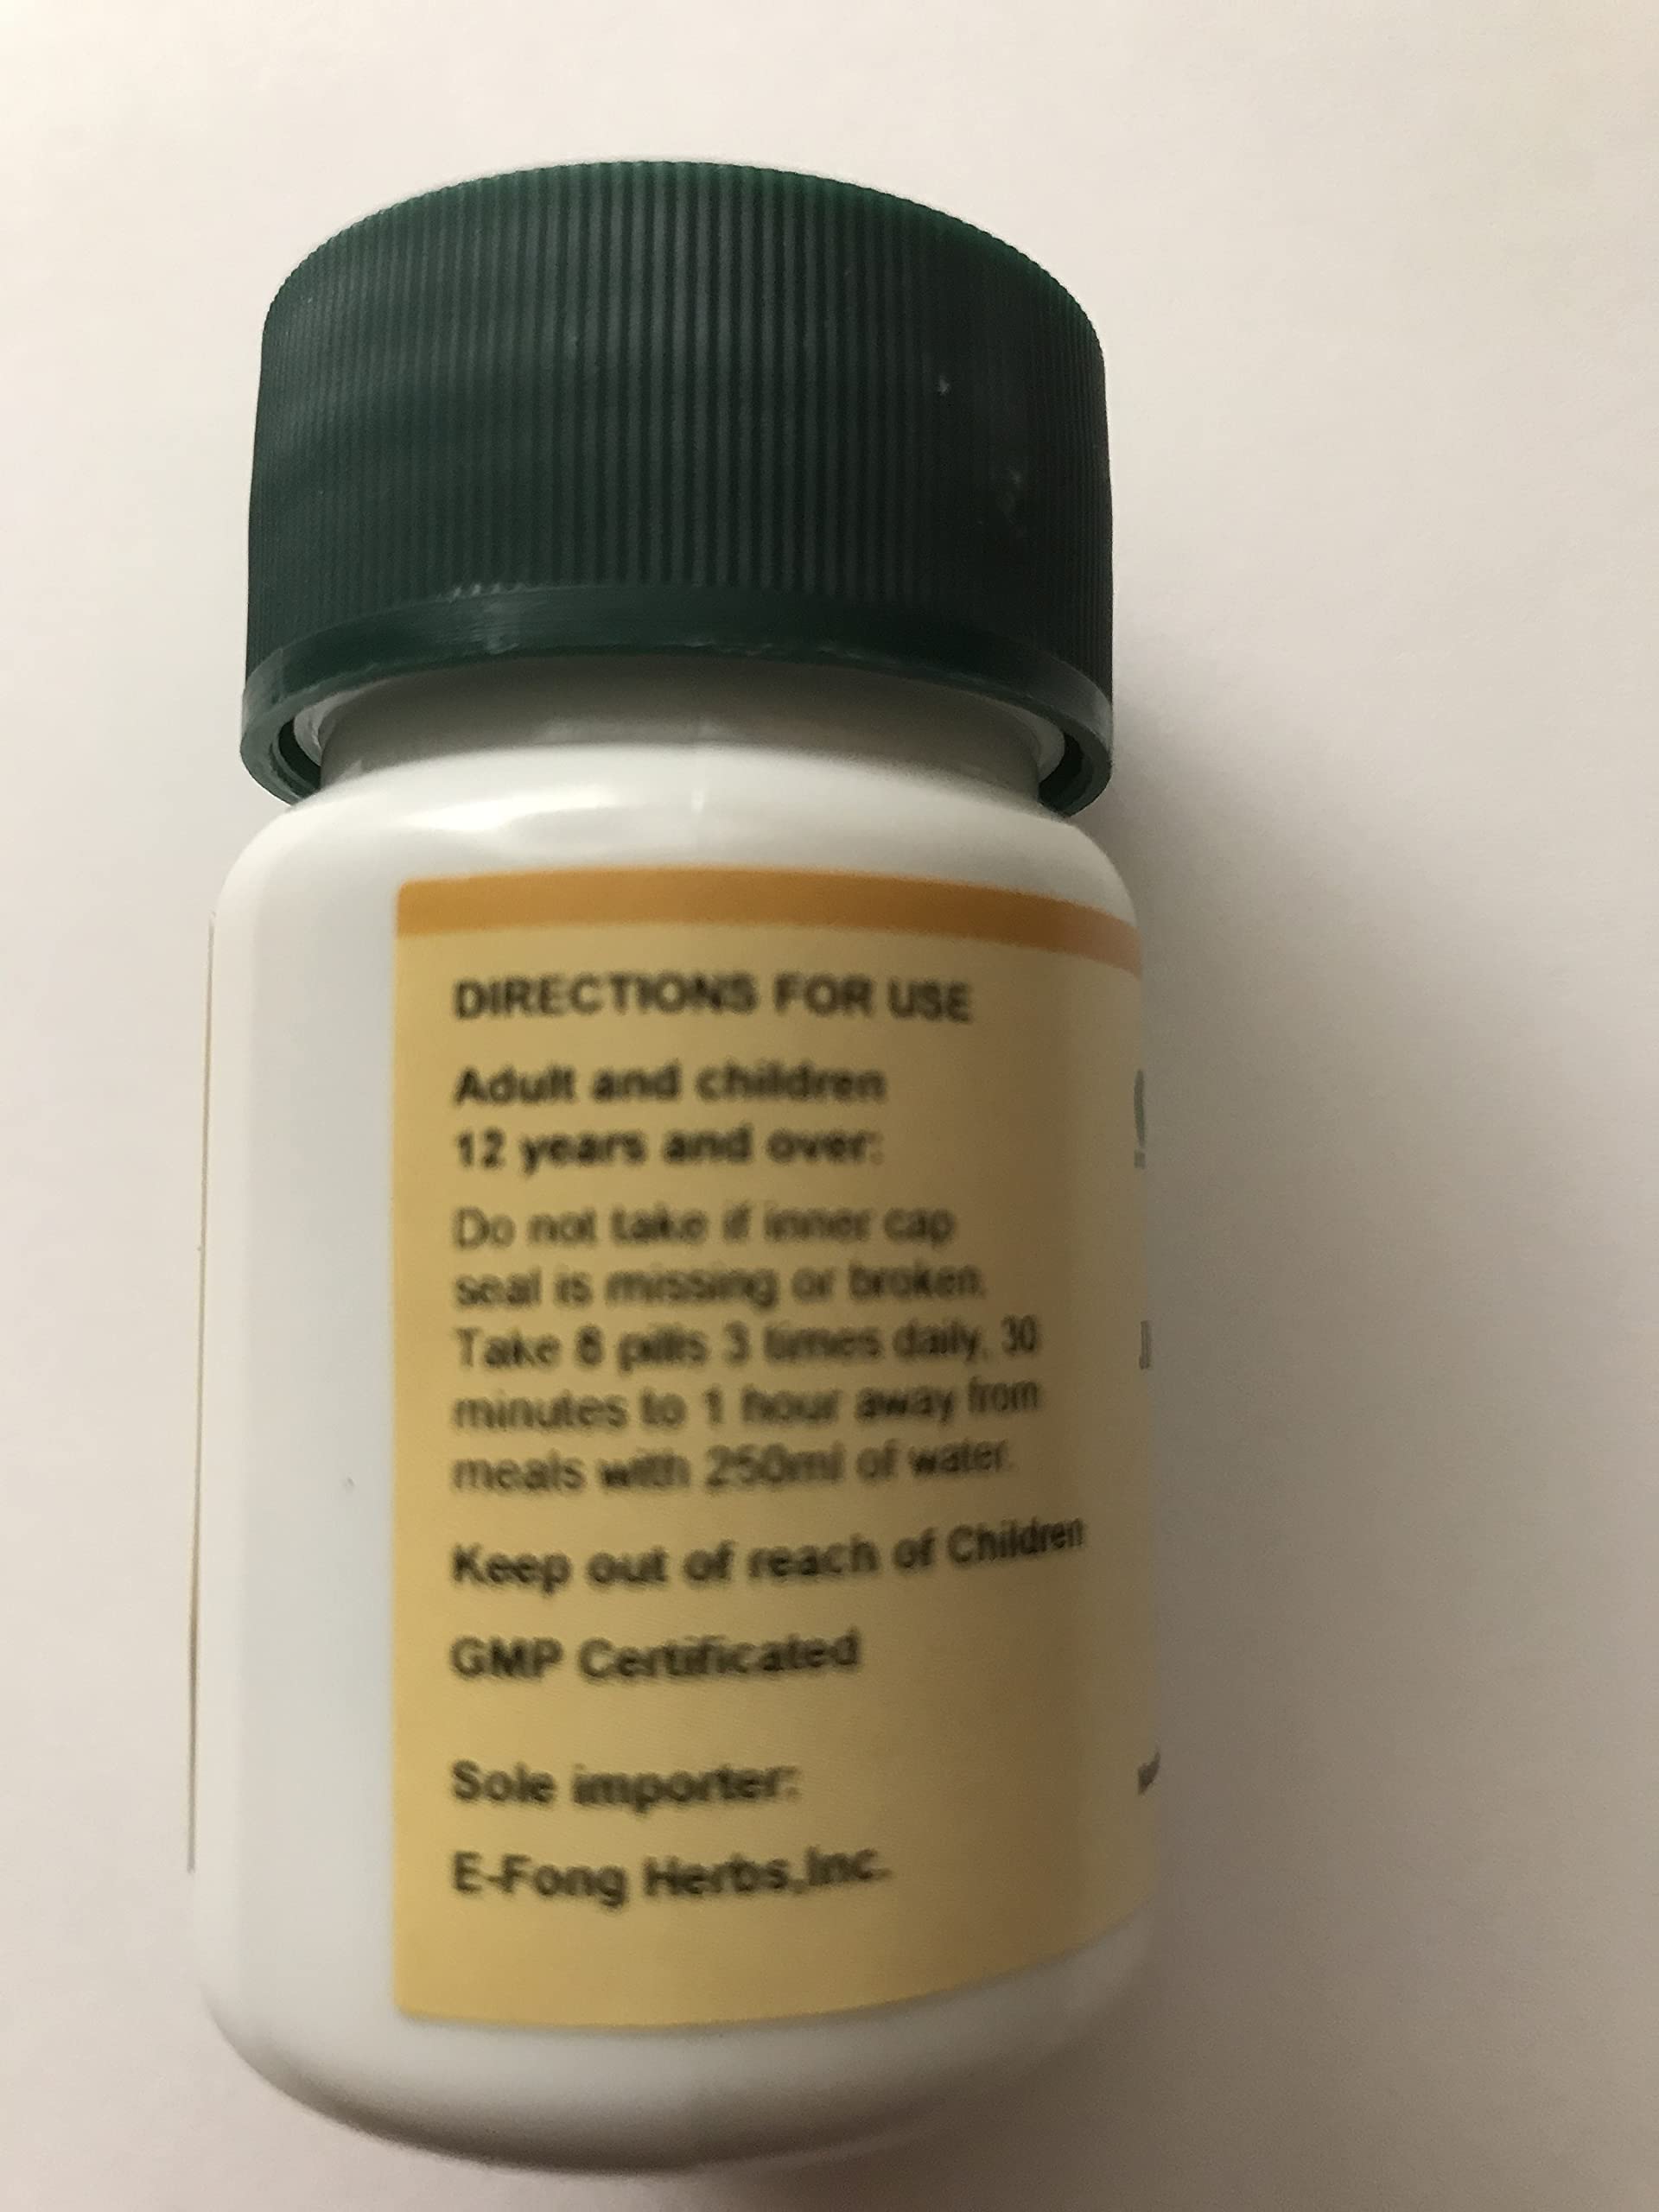 DIRECTIONS FOR USE
Adult and children
12 years and over:
Do not take if inner cap
seal is missing or broken.
Take 8 pills 3 times daily, 30
minutes to 1 hour away from
meals with 250ml of water.
Keep out of reach of Children
GMP Certificated
Sole importer:
E-Fong Herbs,Inc.